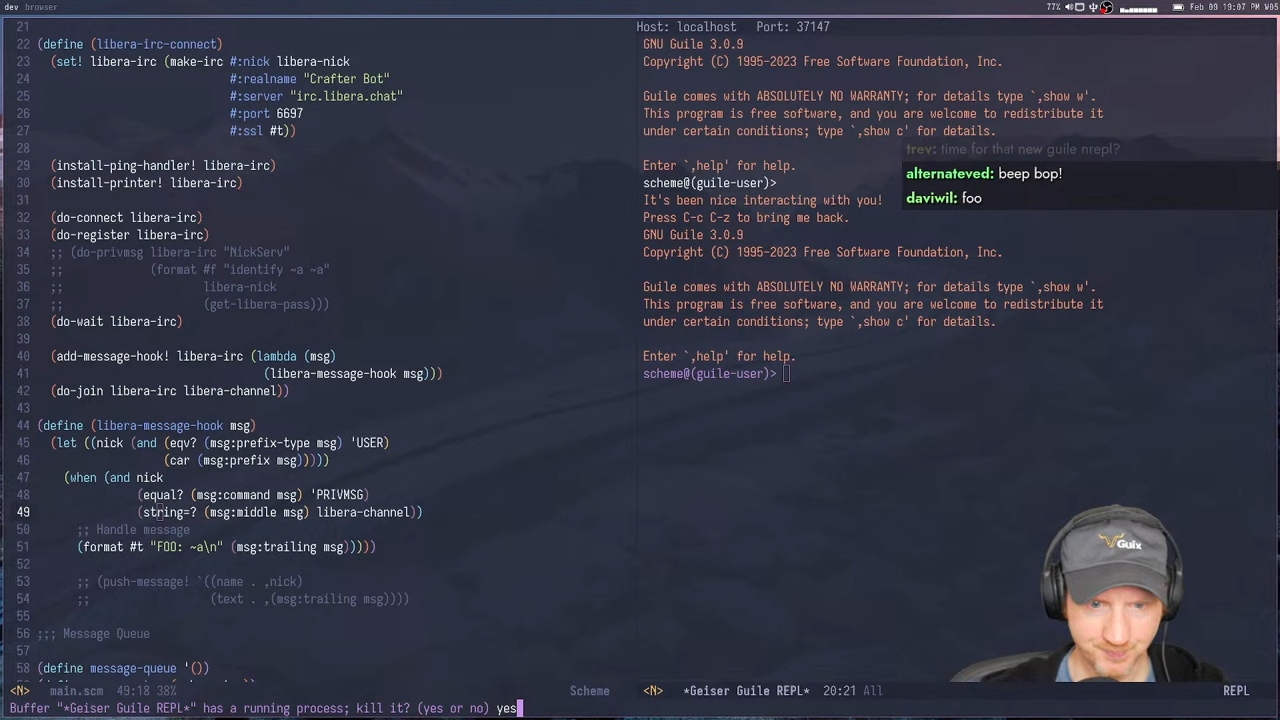 dev browser
77%
Feb 09 19:07 W05
21
22 (define (libera-irc-connect)
23 (set! libera-irc (make-irc #:nick libera-nick
24 #:realname "Crafter Bot"
25 #:server "irc.libera.chat"
26 #:port 6697
27 #:ssl #t))
28
29 (install-ping-handler! libera-irc)
30 (install-printer! libera-irc)
31
32 (do-connect libera-irc)
33 (do-register libera-irc)
34 ;; (do-privmsg libera-irc "NickServ"
35 ;; (format #f "identify ~a ~a"
36 ;; libera-nick
37 ;; (get-libera-pass)))
38 (do-wait libera-irc)
39
40 (add-message-hook! libera-irc (lambda (msg)
41 (libera-message-hook msg)))
42 (do-join libera-irc libera-channel))
43
44 (define (libera-message-hook msg)
45 (let ((nick (and (eqv? (msg:prefix-type msg) 'USER)
46 (car (msg:prefix msg)))))
47 (when (and nick
48 (equal? (msg:command msg) 'PRIVMSG)
49 (string=? (msg:middle msg) libera-channel))
50 ;; Handle message
51 (format #t "FOO: ~a\n" (msg:trailing msg)))))
52
53 ;; (push-message! `((name . ,nick)
54 ;; (text . ,(msg:trailing msg))))
55
56 ;;; Message Queue
57
58 (define message-queue '())
<N> main.scm 49:18 38% Scheme
Host: localhost Port: 37147
GNU Guile 3.0.9
Copyright (C) 1995-2023 Free Software Foundation, Inc.
Guile comes with ABSOLUTELY NO WARRANTY; for details type `,show w'.
This program is free software, and you are welcome to redistribute it
under certain conditions; type `,show c' for details.
Enter `,help' for help.
scheme@(guile-user)>
It's been nice interacting with you!
Press C-c C-z to bring me back.
GNU Guile 3.0.9
Copyright (C) 1995-2023 Free Software Foundation, Inc.
Guile comes with ABSOLUTELY NO WARRANTY; for details type `,show w'.
This program is free software, and you are welcome to redistribute it
under certain conditions; type `,show c' for details.
Enter `,help' for help.
scheme@(guile-user)>
trev: time for that new guile nrepl?
alternateved: beep bop!
daviwil: foo
Guix
<N> *Geiser Guile REPL* 20:21 All REPL
Buffer "*Geiser Guile REPL*" has a running process; kill it? (yes or no) yes